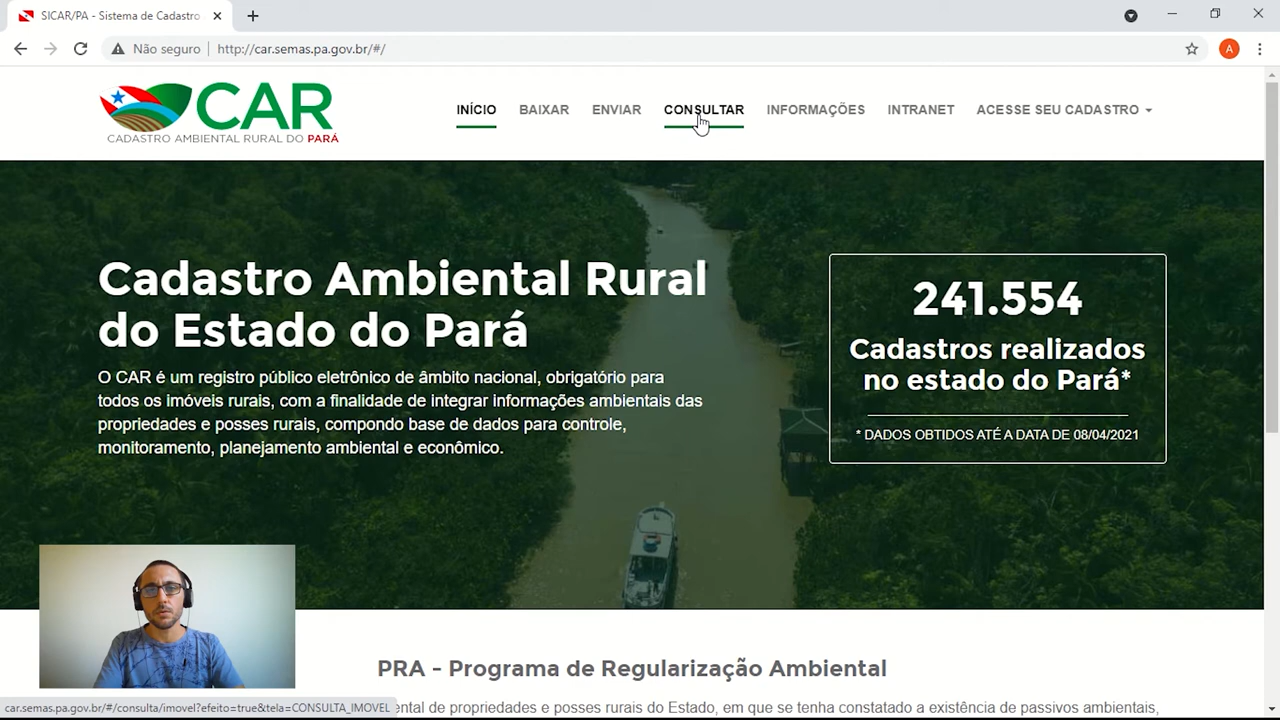 SICAR/PA - Sistema de Cadastro
Não seguro
http://car.semas.pa.gov.br/#/
A
CAR
CADASTRO AMBIENTAL RURAL DO PARÁ
INÍCIO
BAIXAR
ENVIAR
CONSULTAR
INFORMAÇÕES
INTRANET
ACESSE SEU CADASTRO
Cadastro Ambiental Rural
do Estado do Pará
O CAR é um registro público eletrônico de âmbito nacional, obrigatório para
todos os imóveis rurais, com a finalidade de integrar informações ambientais das
propriedades e posses rurais, compondo base de dados para controle,
monitoramento, planejamento ambiental e econômico.
241.554
Cadastros realizados
no estado do Pará*
* DADOS OBTIDOS ATÉ A DATA DE 08/04/2021
PRA - Programa de Regularização Ambiental
ental de propriedades e posses rurais do Estado, em que se tenha constatado a existência de passivos ambientais,
car.semas.pa.gov.br/#/consulta/imovel?efeito=true&tela=CONSULTA_IMOVEL